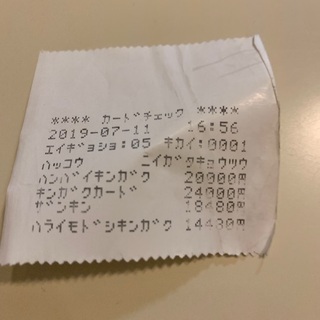 **** カードチェック ****
2019-07-11 16:56
エイギョショ:05 キカイ:0001
ハッコウ ニイガタキョウツウ
ハンバイキンガク 20000円
キンガクカード 24000円
ザンキン 18480円
ハライモドシキンガク 14430円